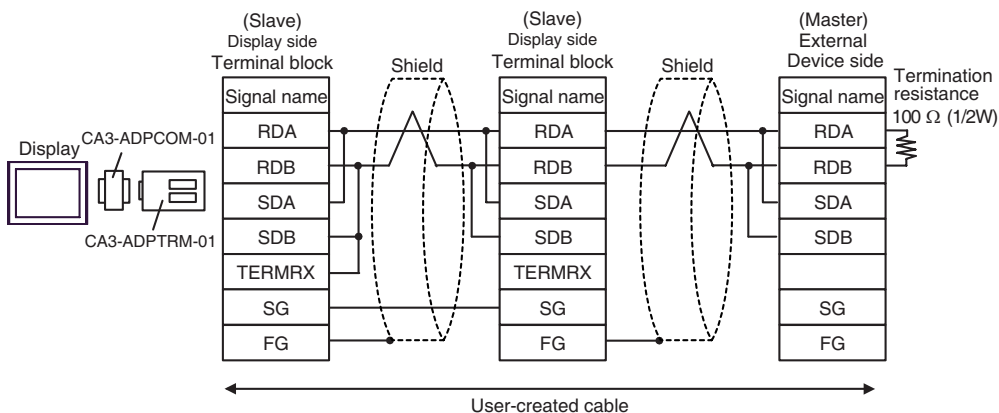 (Slave)
Display side
Terminal block
(Slave)
Display side
Terminal block
(Master)
External
Device side
Shield
Shield
Termination
resistance
100 Ω (1/2W)
Display
CA3-ADPCOM-01
CA3-ADPTRM-01
Signal name
RDA
RDB
SDA
SDB
TERMRX
SG
FG
Signal name
RDA
RDB
SDA
SDB
TERMRX
SG
FG
Signal name
RDA
RDB
SDA
SDB
SG
FG
User-created cable